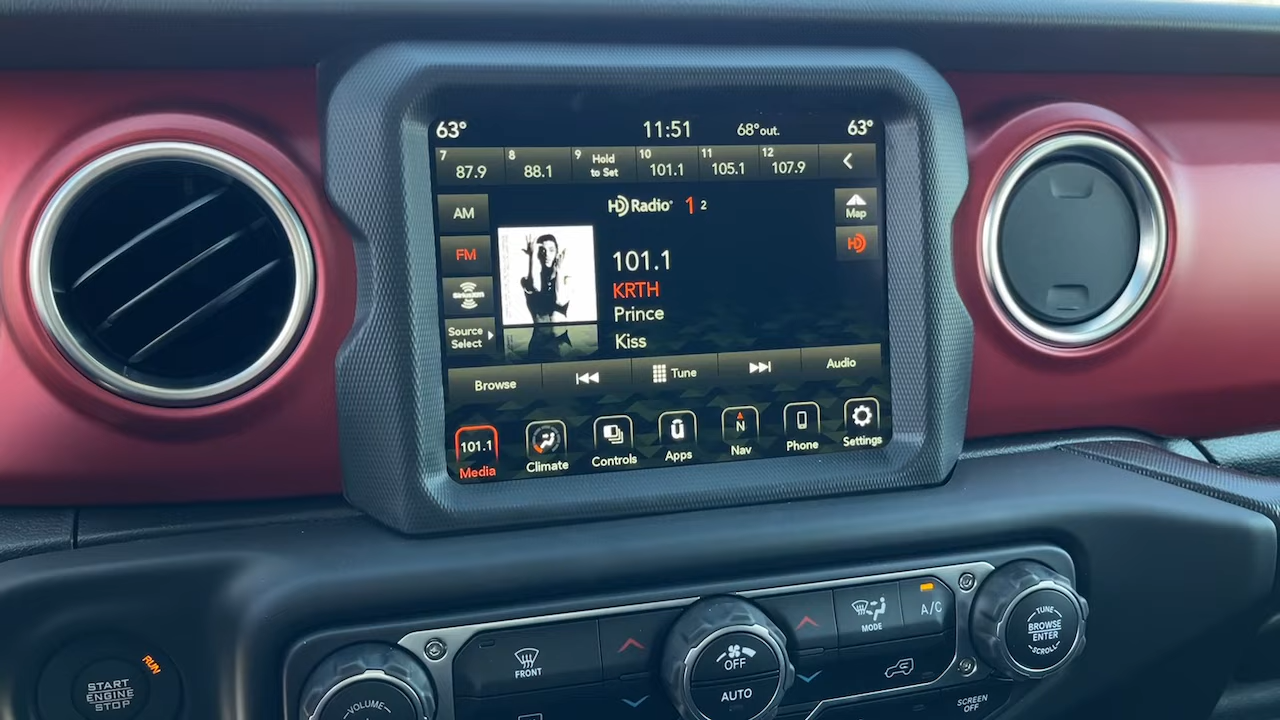 63° 11:51 68°out. 63°
7 87.9 8 88.1 9 Hold to Set 10 101.1 11 105.1 12 107.9
HD Radio 1 2
AM
Map
FM
HD
101.1
KRTH
SiriusXM
Prince
Source
Select
Kiss
Browse Tune Audio
101.1 N
Media Climate Controls Apps Nav Phone Settings
A/C
MODE
TUNE
BROWSE
ENTER
SCROLL
FRONT
OFF
AUTO
RUN
START
ENGINE
STOP
VOLUME
SCREEN
OFF